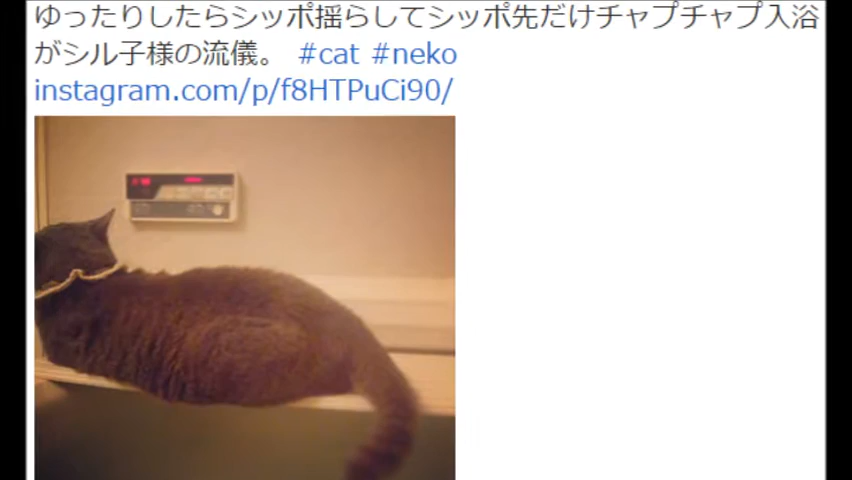 ゆったりしたらシッポ揺らしてシッポ先だけチャプチャプ入浴
がシル子様の流儀。 #cat #neko
instagram.com/p/f8HTPuCi90/